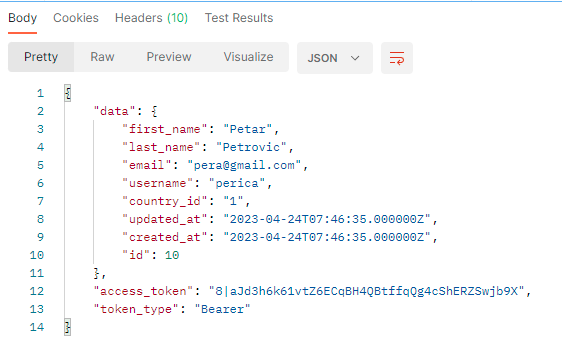 Body Cookies Headers (10) Test Results
Pretty Raw Preview Visualize JSON
1 {
2 "data": {
3 "first_name": "Petar",
4 "last_name": "Petrovic",
5 "email": "pera@gmail.com",
6 "username": "perica",
7 "country_id": "1",
8 "updated_at": "2023-04-24T07:46:35.000000Z",
9 "created_at": "2023-04-24T07:46:35.000000Z",
10 "id": 10
11 },
12 "access_token": "8|aJd3h6k61vtZ6ECqBH4QBtffqQg4cShERZSwjb9X",
13 "token_type": "Bearer"
14 }